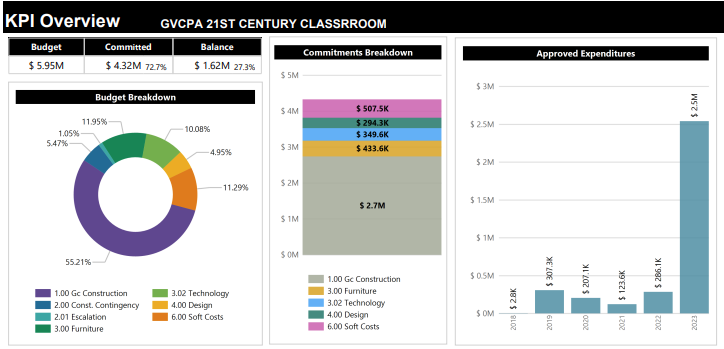 KPI Overview GVCPA 21ST CENTURY CLASSRROOM
Budget Committed Balance
$ 5.95M $ 4.32M 72.7% $ 1.62M 27.3%
Budget Breakdown
11.95%
1.05%
5.47%
10.08%
4.95%
11.29%
55.21%
1.00 Gc Construction
2.00 Const. Contingency
2.01 Escalation
3.00 Furniture
3.02 Technology
4.00 Design
6.00 Soft Costs
Commitments Breakdown
$ 5M
$ 4M
$ 3M
$ 2M
$ 1M
$ 0M
$ 507.5K
$ 294.3K
$ 349.6K
$ 433.6K
$ 2.7M
1.00 Gc Construction
3.00 Furniture
3.02 Technology
4.00 Design
6.00 Soft Costs
Approved Expenditures
$ 3M
$ 2.5M
$ 2M
$ 1.5M
$ 1M
$ 0.5M
$ 0M
$ 2.8K
$ 307.3K
$ 207.1K
$ 123.6K
$ 286.1K
$ 2.5M
2018
2019
2020
2021
2022
2023